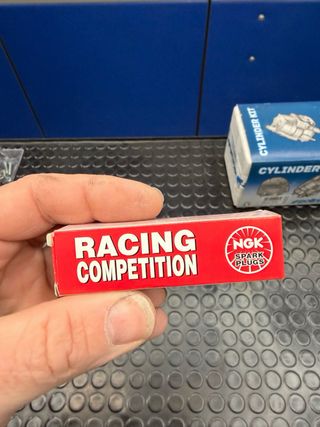 RACING
COMPETITION
NGK
SPARK
PLUGS
CYLINDER KIT
CYLINDER